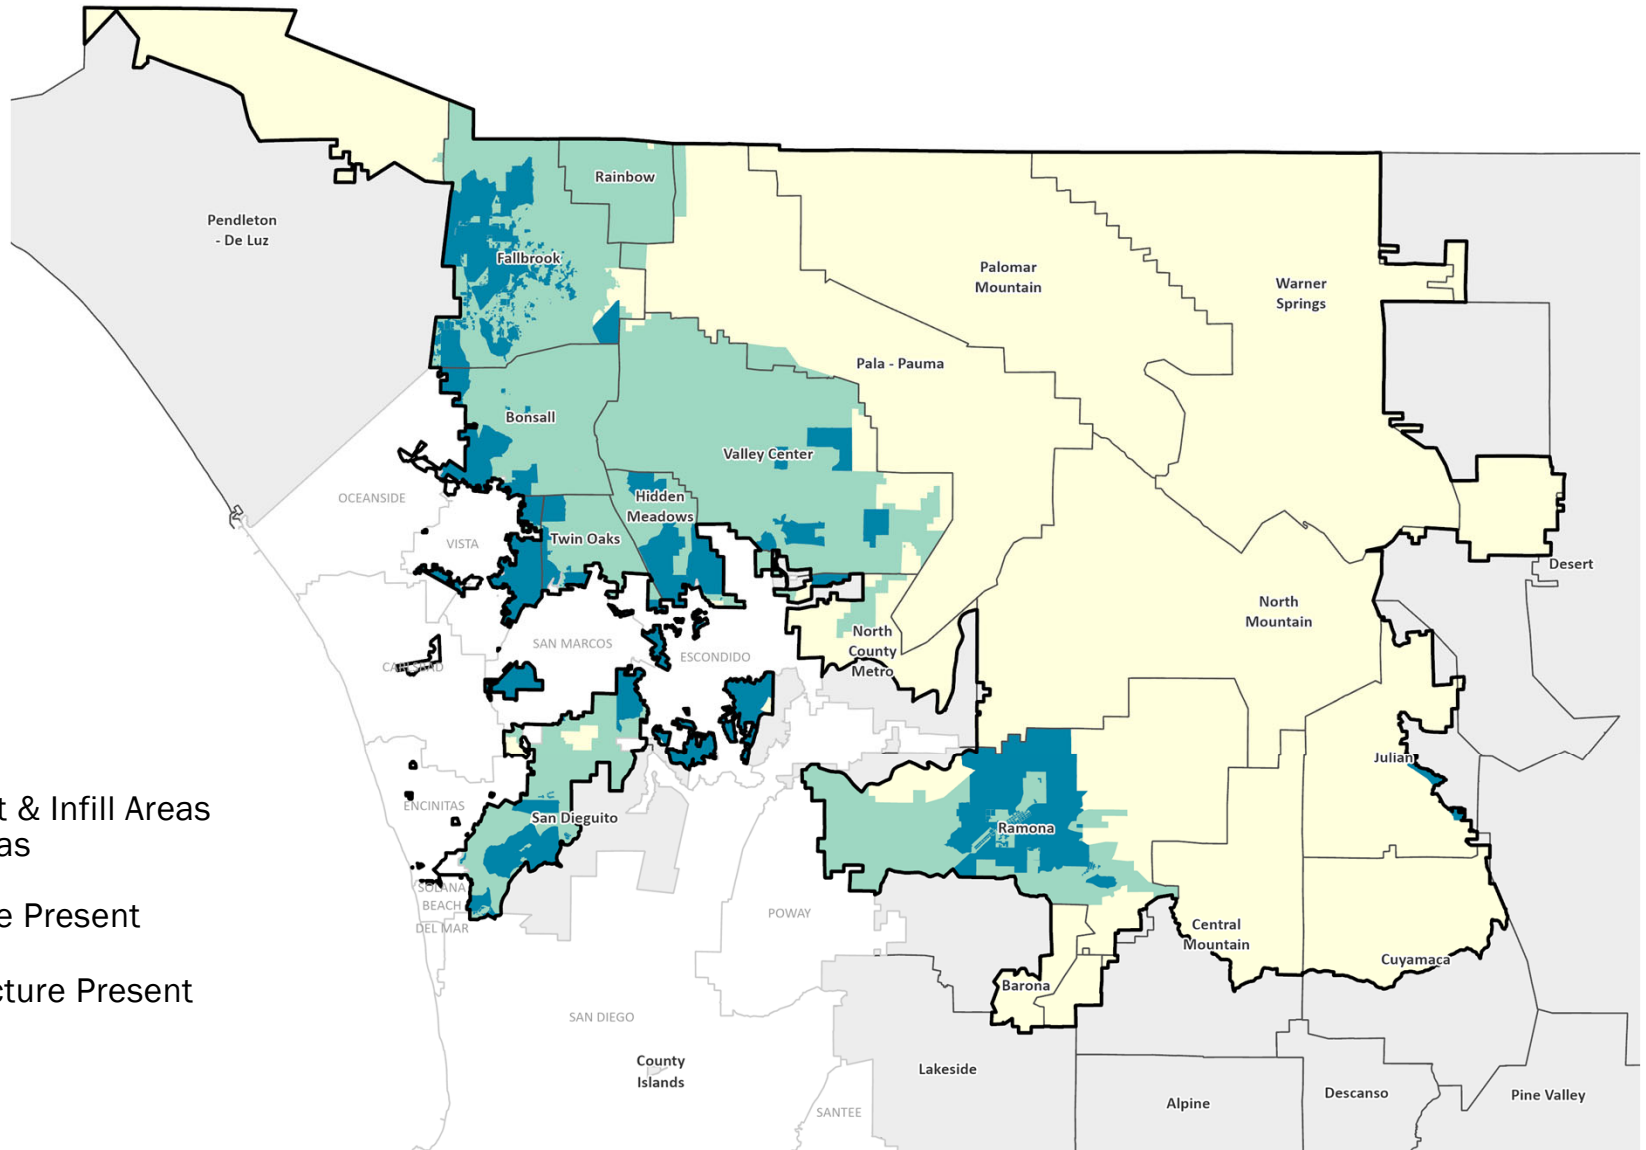 Rainbow
Pendleton
- De Luz
Fallbrook
Palomar
Mountain
Warner
Springs
Pala - Pauma
Bonsall
Valley Center
OCEANSIDE
Hidden
Meadows
VISTA
Twin Oaks
Desert
North
Mountain
North
County
Metro
SAN MARCOS
ESCONDIDO
CARLSBAD
Julian
t & Infill Areas
as
ENCINITAS
San Dieguito
Ramona
SOLANA
BEACH
e Present
POWAY
DEL MAR
Central
Mountain
Cuyamaca
Barona
cture Present
SAN DIEGO
County
Islands
Lakeside
SANTEE
Alpine
Descanso
Pine Valley